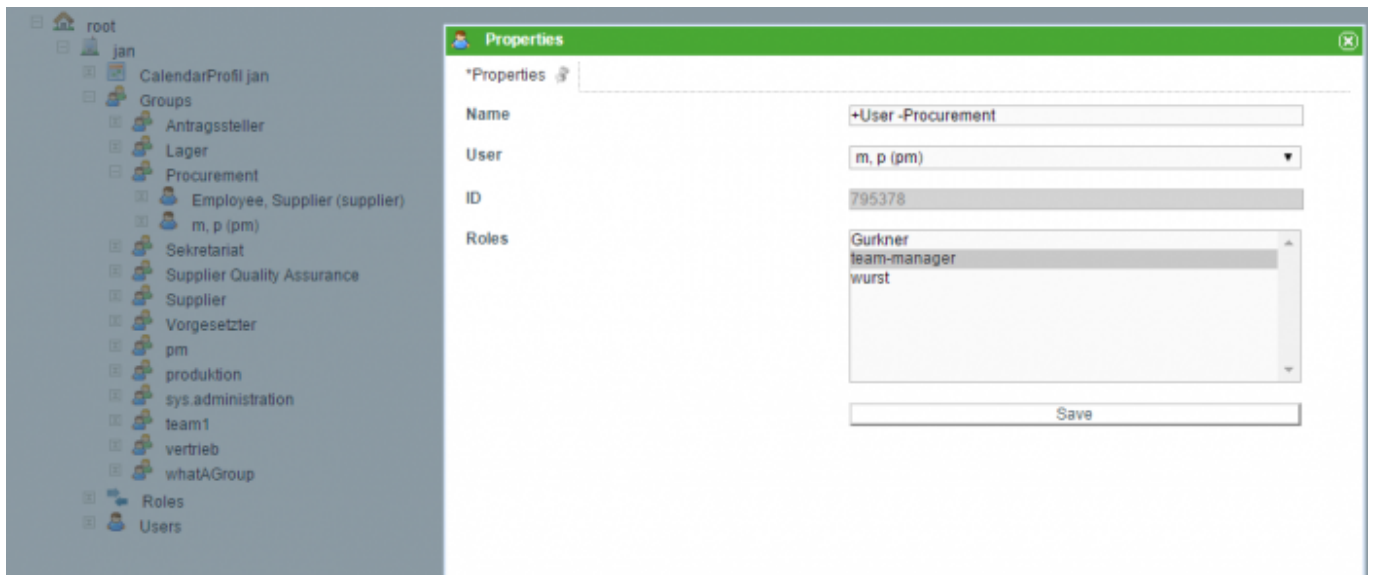 root
jan
CalendarProfil jan
Groups
Antragssteller
Lager
Procurement
Employee, Supplier (supplier)
m, p (pm)
Sekretariat
Supplier Quality Assurance
Supplier
Vorgesetzter
pm
produktion
sys.administration
team1
vertrieb
whatAGroup
Roles
Users
Properties
*Properties
Name
+User -Procurement
User
m, p (pm)
ID
795378
Roles
Gurkner
team-manager
wurst
Save